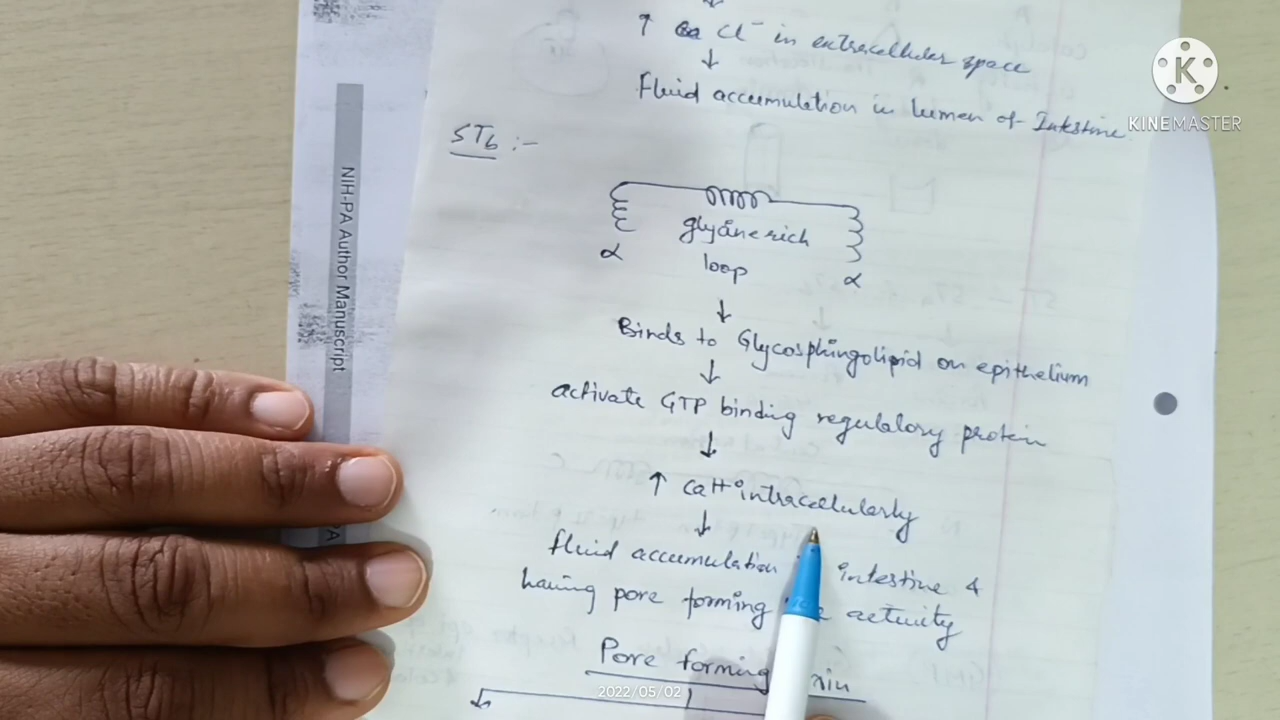 ↑ Cl⁻ in extracellular space
↓
Fluid accumulation in lumen of Intestine
K
KINEMASTER
STb :-
glycine rich
loop
α
α
↓
Binds to Glycosphingolipid on epithelium
↓
activate GTP binding regulatory protein
↓
↑ Ca++ intracellularly
↓
fluid accumulation intestine &
having pore forming activity
Pore forming
2022/05/02
NIH-PA Author Manuscript